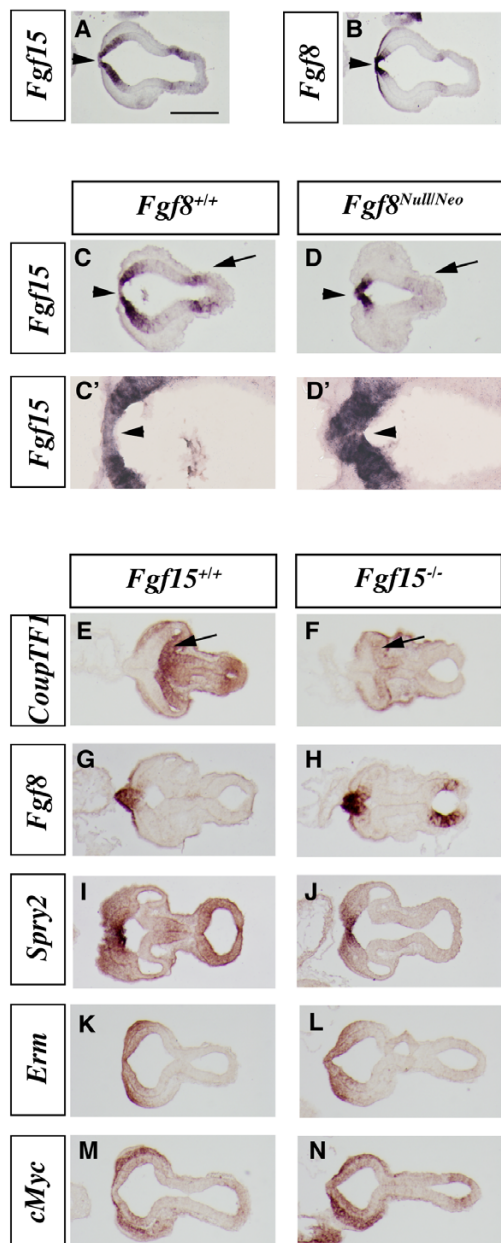 A
B
Fgf15
Fgf8
Fgf8+/+
Fgf8Null/Neo
Fgf15
C
D
Fgf15
C'
D'
Fgf15+/+
Fgf15-/-
CoupTF1
E
F
Fgf8
G
H
Spry2
I
J
Erm
K
L
cMyc
M
N